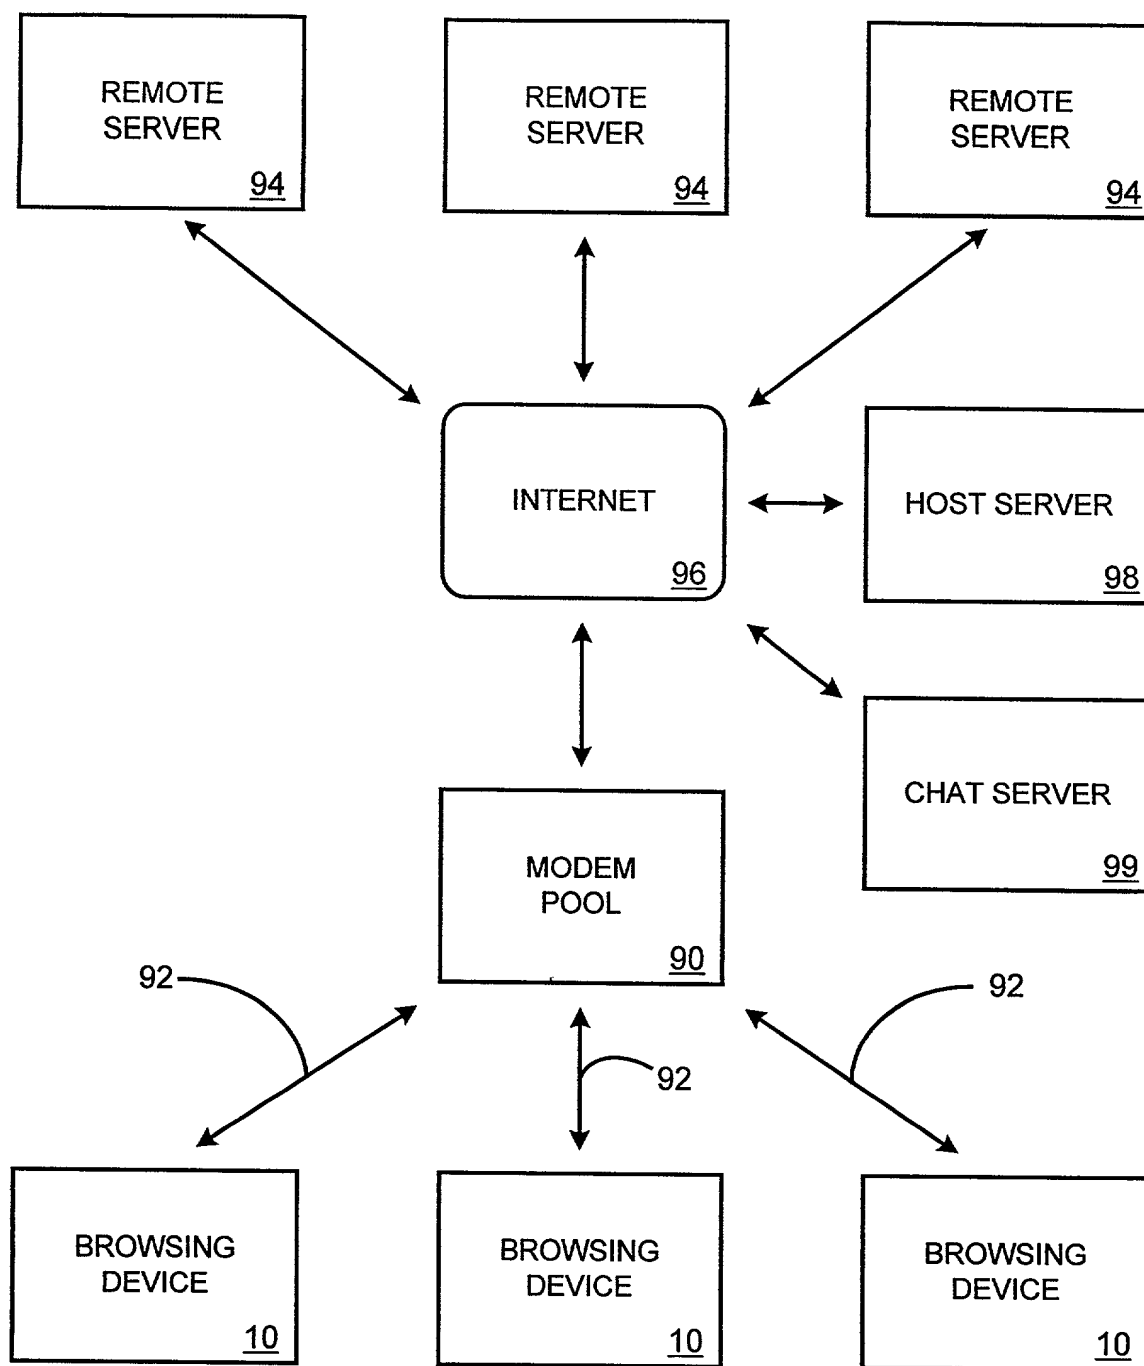 REMOTE
SERVER
94
REMOTE
SERVER
94
REMOTE
SERVER
94
INTERNET
96
HOST SERVER
98
CHAT SERVER
99
MODEM
POOL
90
92
92
92
BROWSING
DEVICE
10
BROWSING
DEVICE
10
BROWSING
DEVICE
10